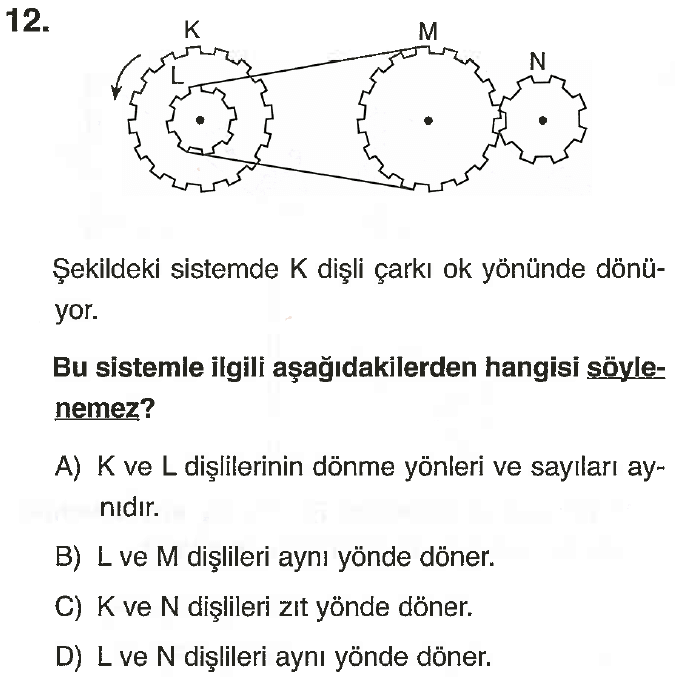 12.
K
L
M
N
Şekildeki sistemde K dişli çarkı ok yönünde dönü-
yor.
Bu sistemle ilgili aşağıdakilerden hangisi söyle-
nemez?
A) K ve L dişlilerinin dönme yönleri ve sayıları ay-
nıdır.
B) L ve M dişlileri aynı yönde döner.
C) K ve N dişlileri zıt yönde döner.
D) L ve N dişlileri aynı yönde döner.